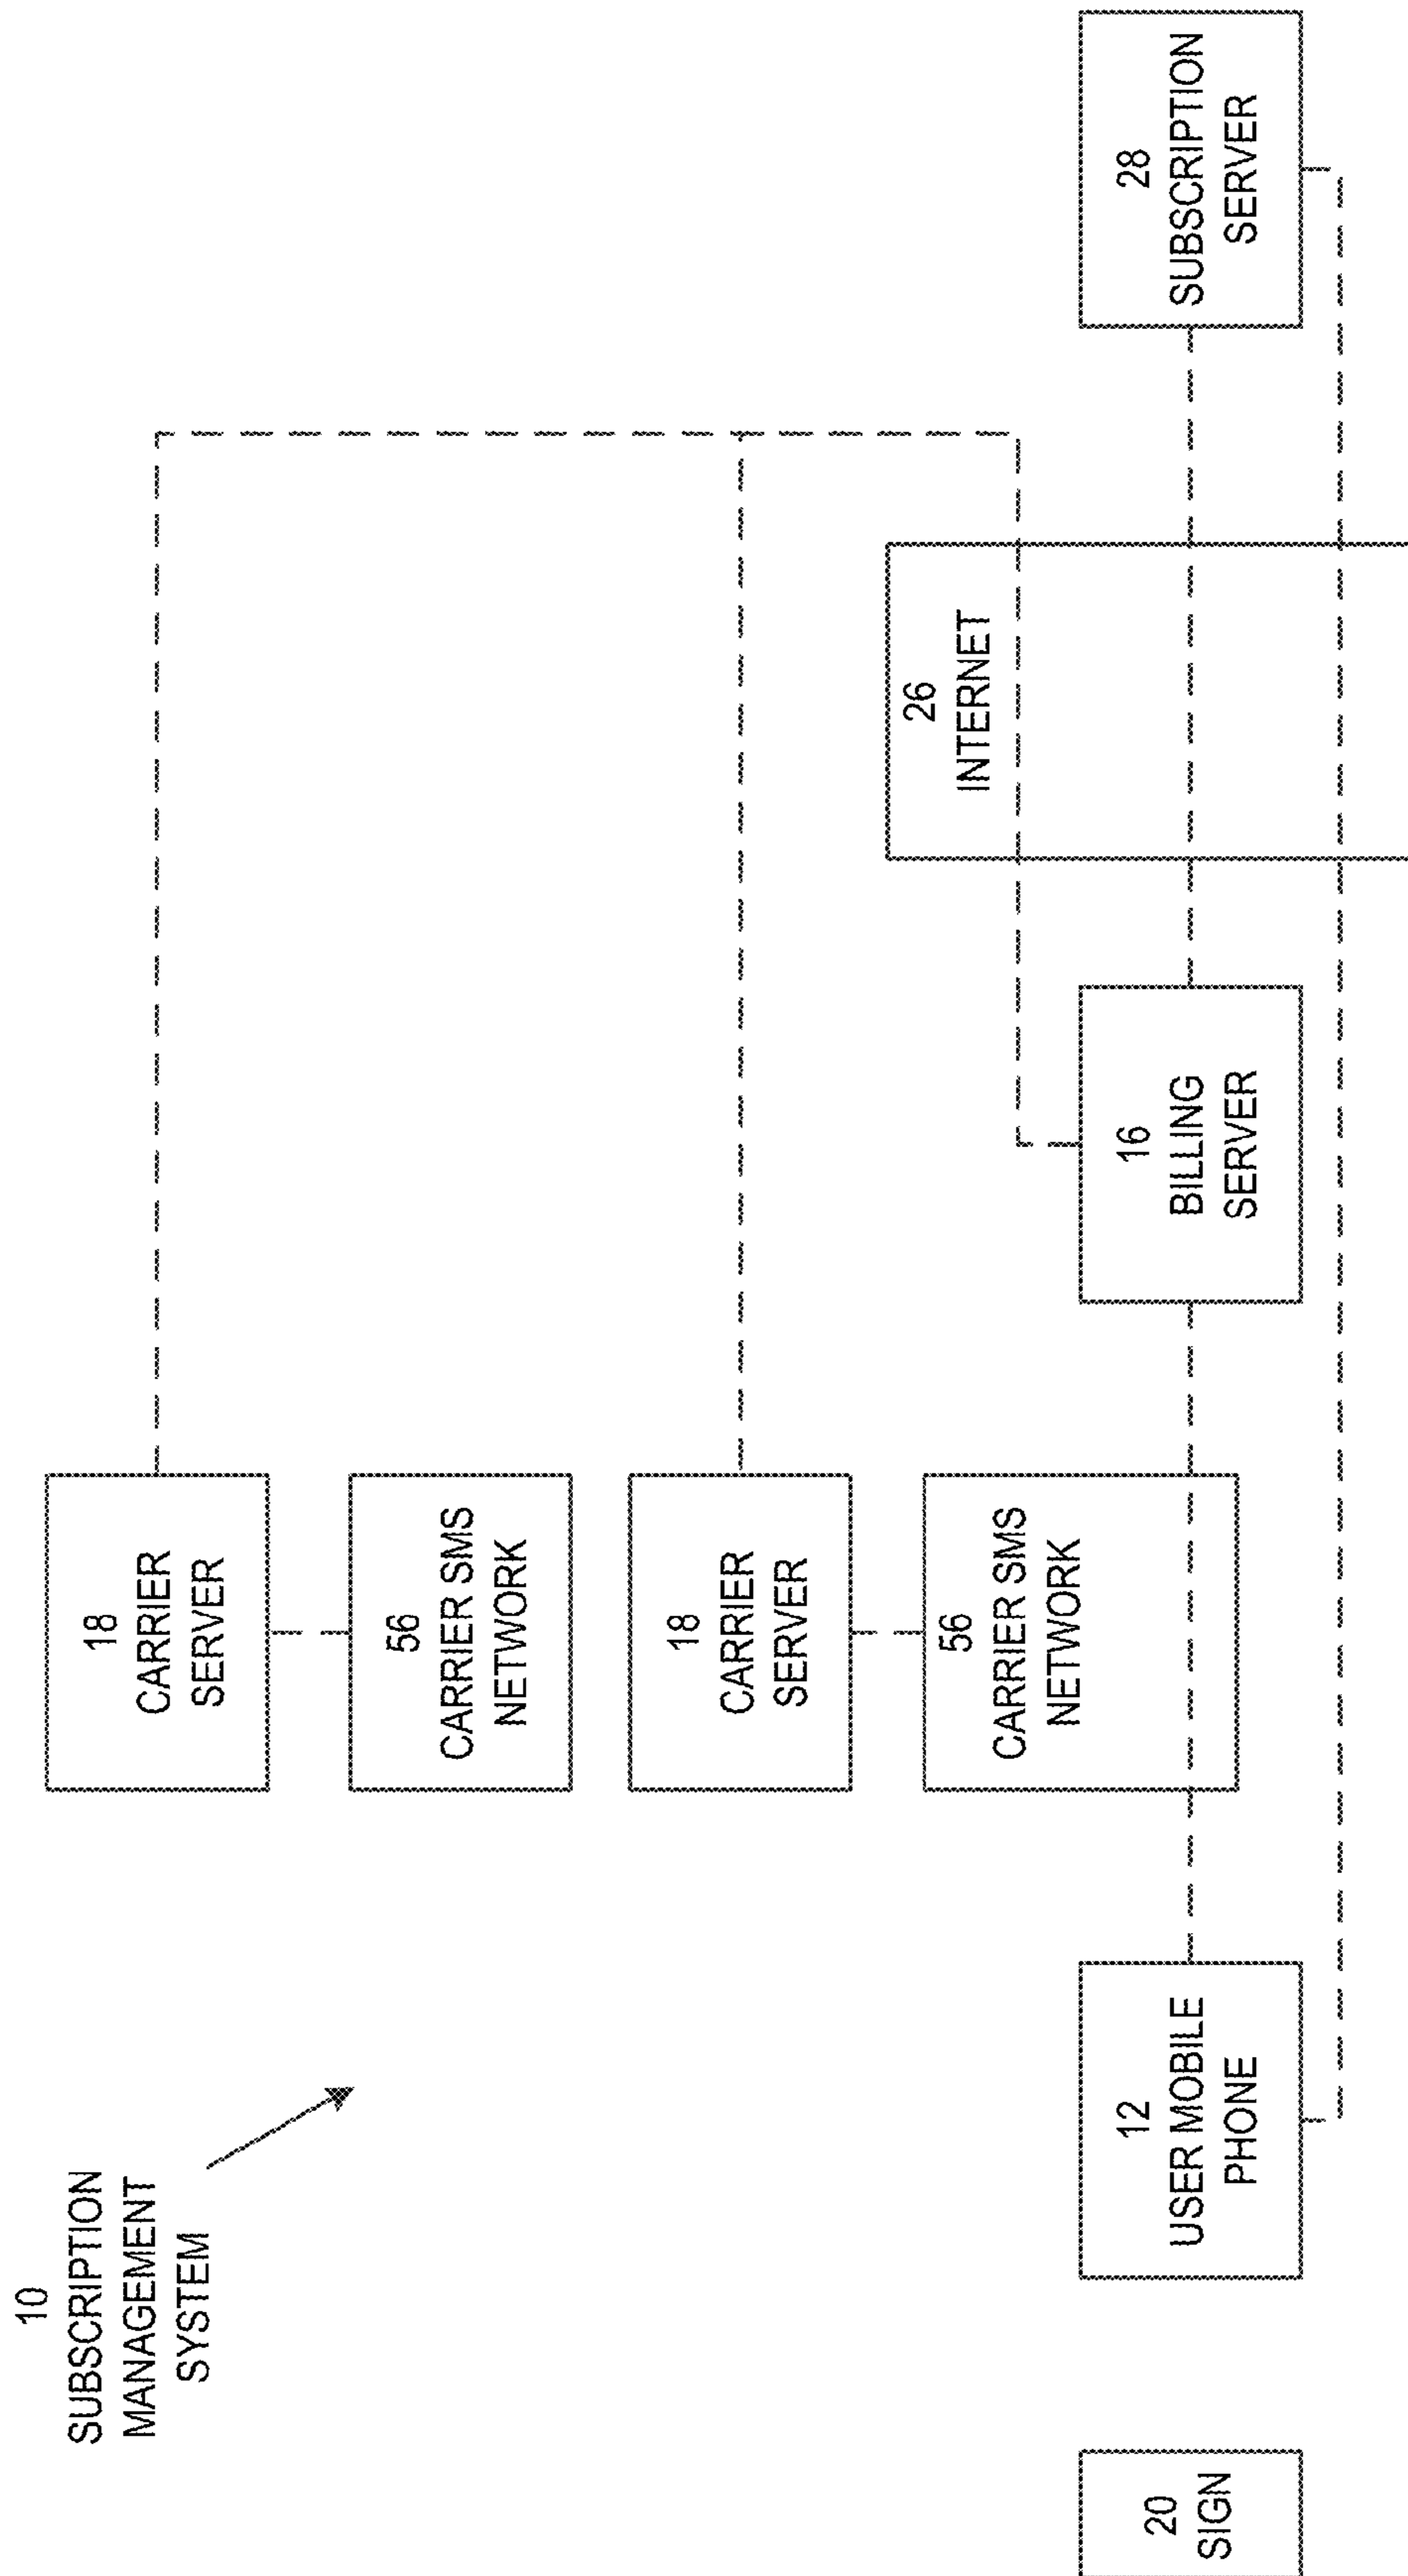 10
SUBSCRIPTION
MANAGEMENT
SYSTEM
18
CARRIER
SERVER
56
CARRIER SMS
NETWORK
18
CARRIER
SERVER
56
CARRIER SMS
NETWORK
26
INTERNET
20
SIGN
12
USER MOBILE
PHONE
16
BILLING
SERVER
28
SUBSCRIPTION
SERVER